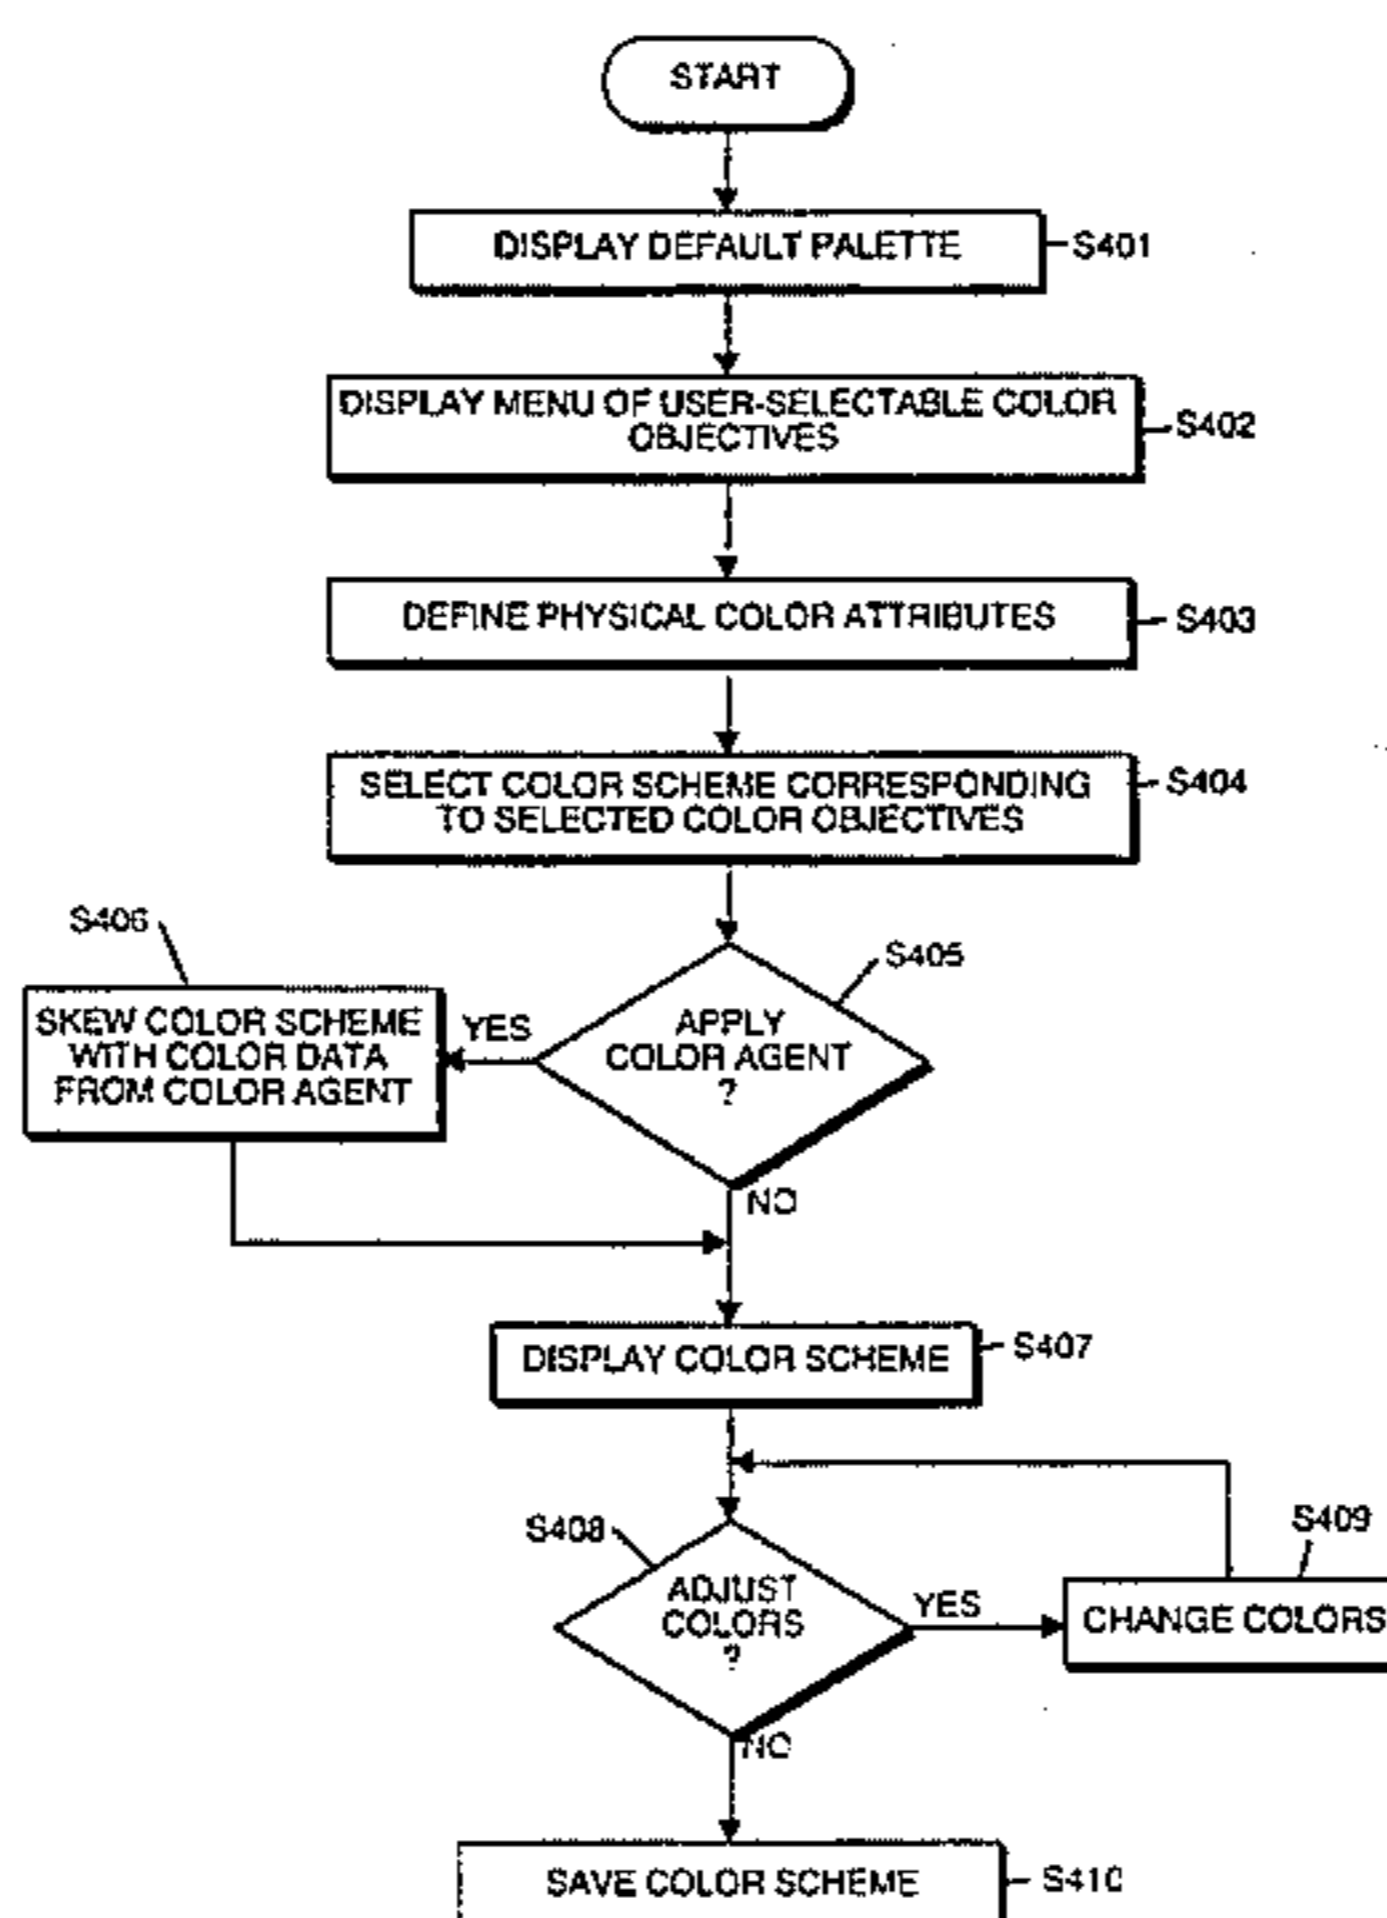 START
DISPLAY DEFAULT PALETTE
S401
DISPLAY MENU OF USER-SELECTABLE COLOR
OBJECTIVES
S402
DEFINE PHYSICAL COLOR ATTRIBUTES
S403
SELECT COLOR SCHEME CORRESPONDING
TO SELECTED COLOR OBJECTIVES
S404
S406
SKEW COLOR SCHEME
WITH COLOR DATA
FROM COLOR AGENT
YES
APPLY
COLOR AGENT
?
S405
NO
DISPLAY COLOR SCHEME
S407
S408
ADJUST
COLORS
?
YES
S409
CHANGE COLORS
NO
SAVE COLOR SCHEME
S410